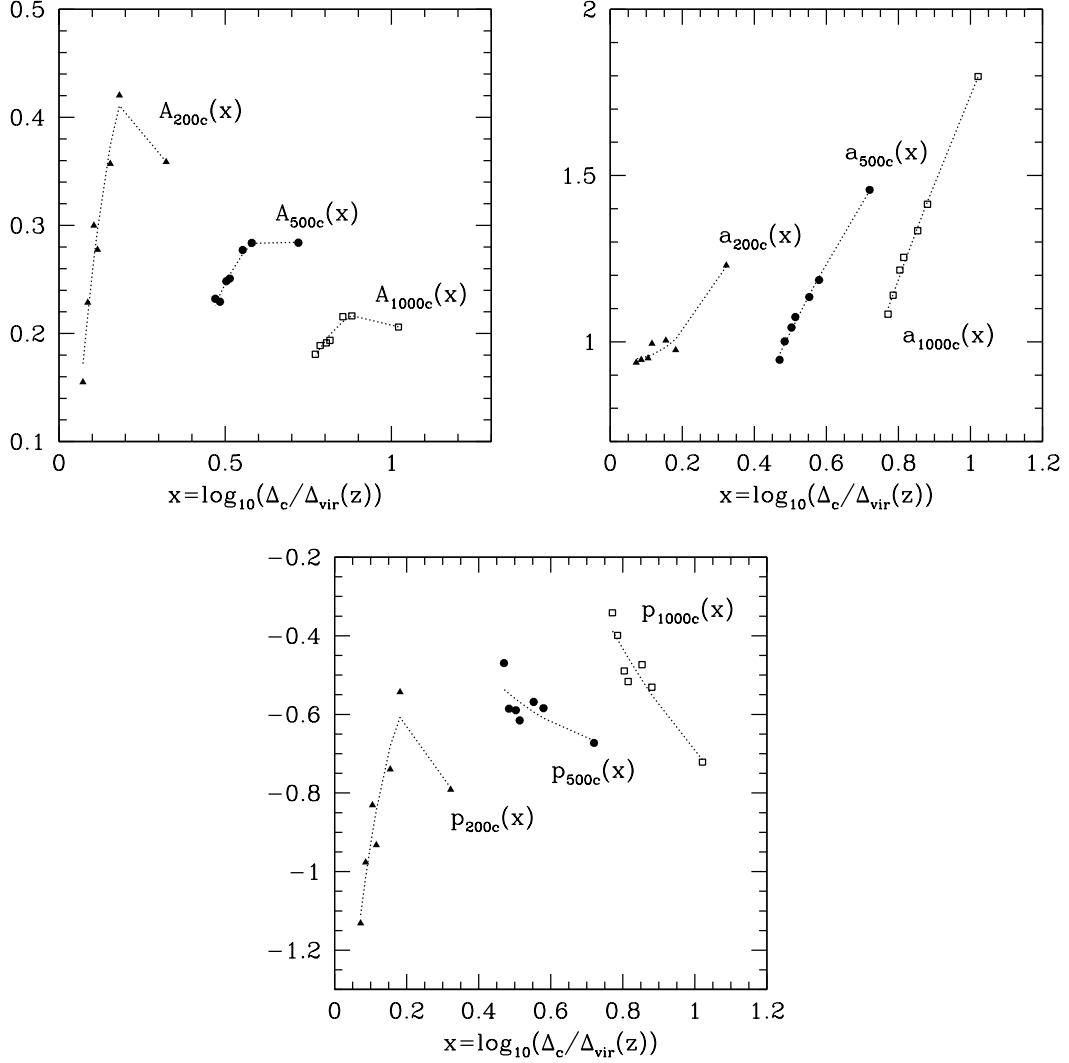 0.5
0.4
0.3
0.2
0.1
A200c(x)
A500c(x)
A1000c(x)
0 0.5 1
x=log10(Δc/Δvir(z))
2
1.5
1
a500c(x)
a200c(x)
a1000c(x)
0 0.2 0.4 0.6 0.8 1 1.2
x=log10(Δc/Δvir(z))
−0.2
−0.4
−0.6
−0.8
−1
−1.2
p1000c(x)
p500c(x)
p200c(x)
0 0.2 0.4 0.6 0.8 1 1.2
x=log10(Δc/Δvir(z))